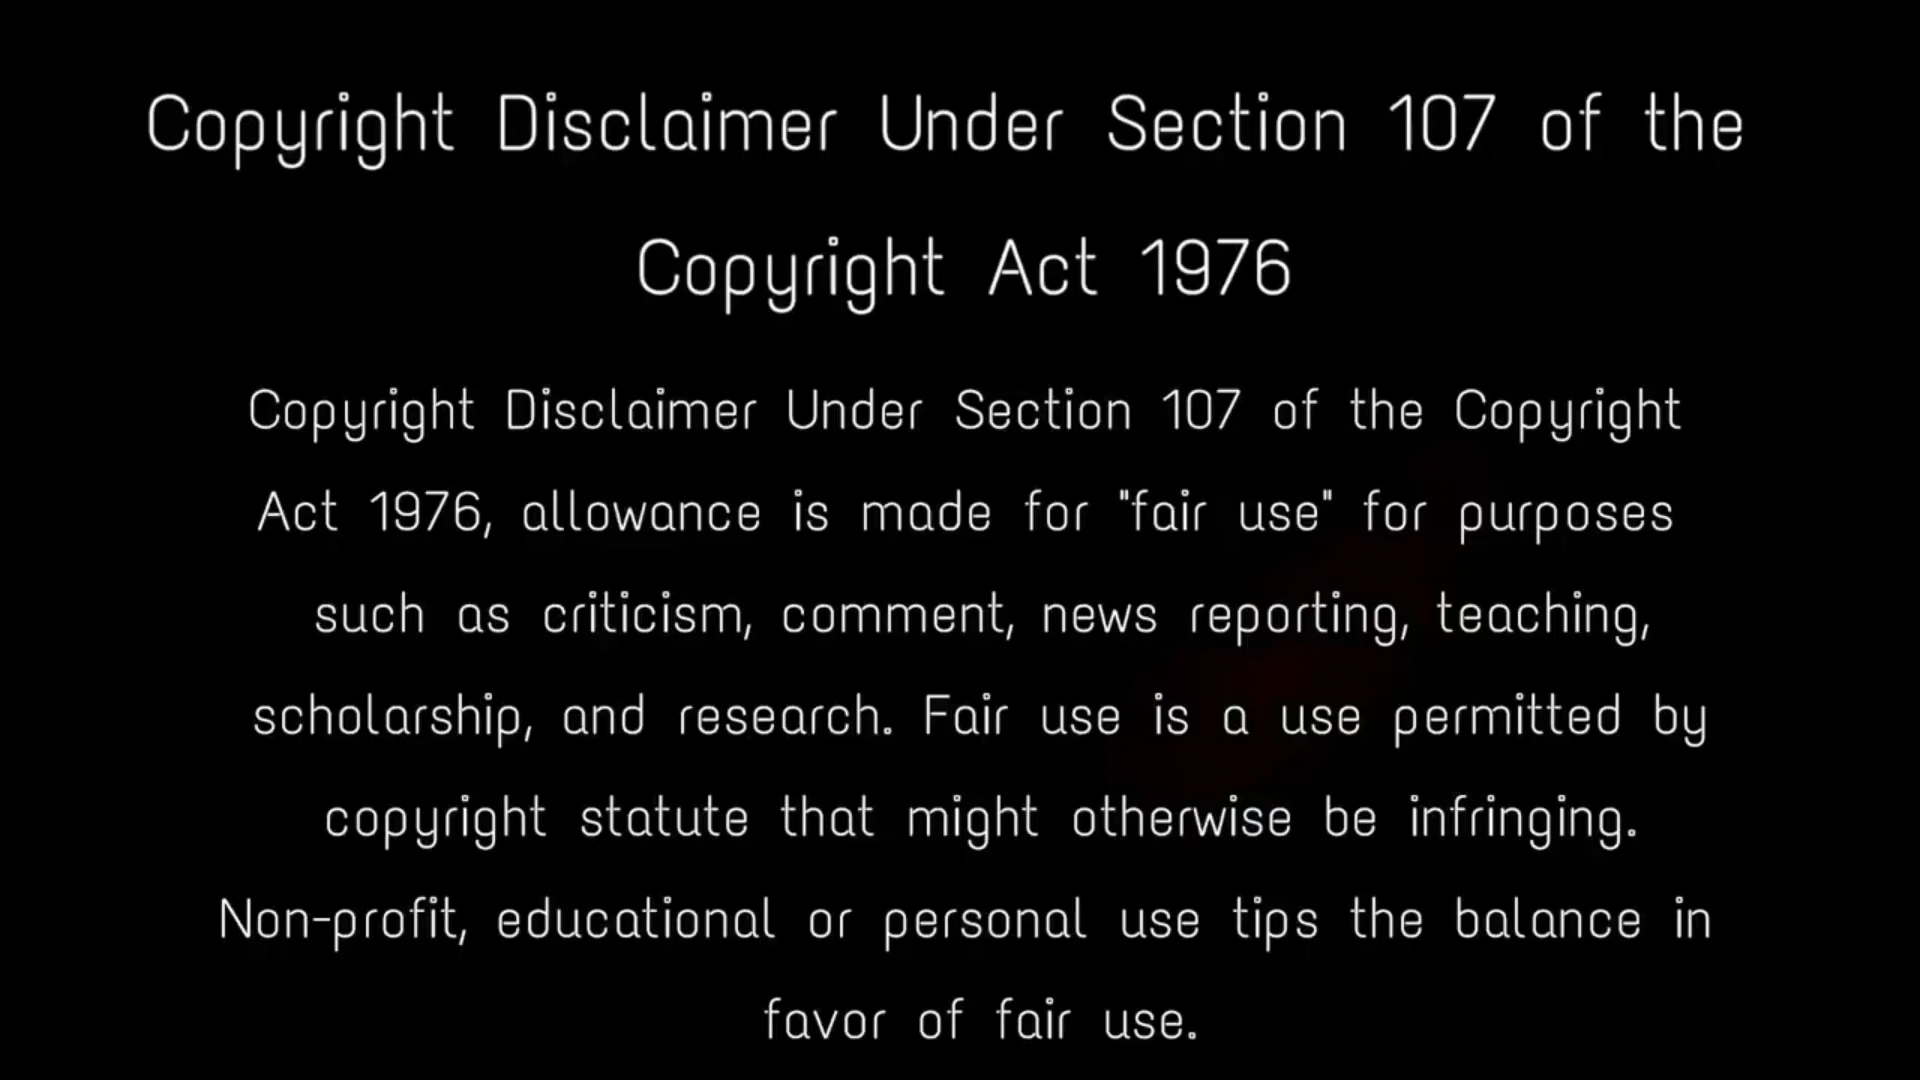 Copyright Disclaimer Under Section 107 of the
Copyright Act 1976
Copyright Disclaimer Under Section 107 of the Copyright
Act 1976, allowance is made for "fair use" for purposes
such as criticism, comment, news reporting, teaching,
scholarship, and research. Fair use is a use permitted by
copyright statute that might otherwise be infringing.
Non-profit, educational or personal use tips the balance in
favor of fair use.